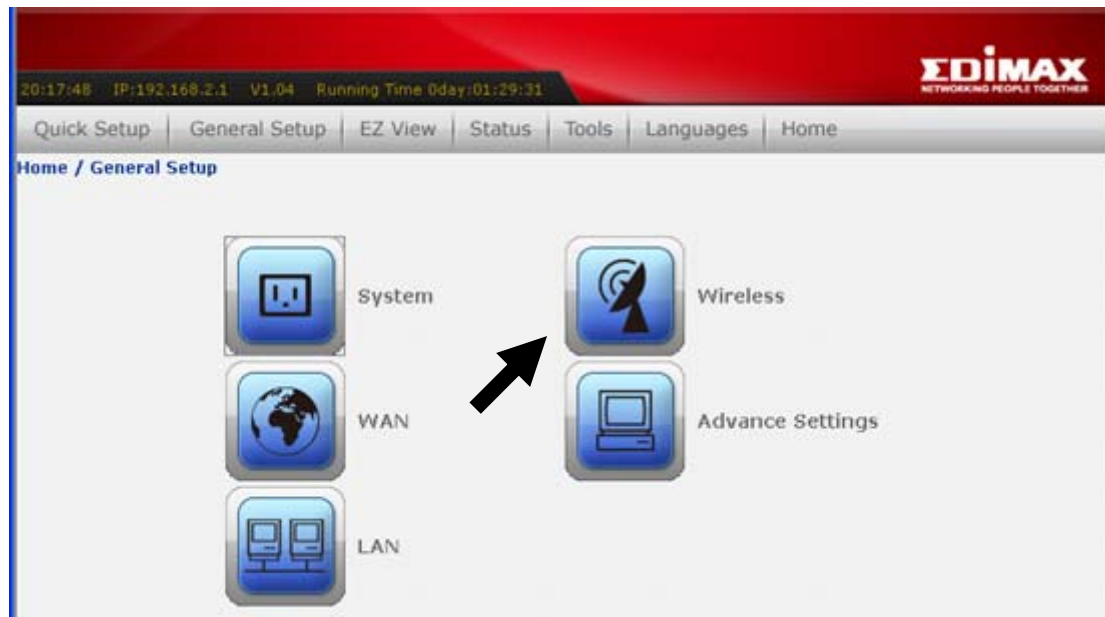 EDIMAX
NETWORKING PEOPLE TOGETHER
20:17:48 IP:192.168.2.1 V1.04 Running Time 0day:01:29:31
Quick Setup General Setup EZ View Status Tools Languages Home
Home / General Setup
System
Wireless
WAN
Advance Settings
LAN